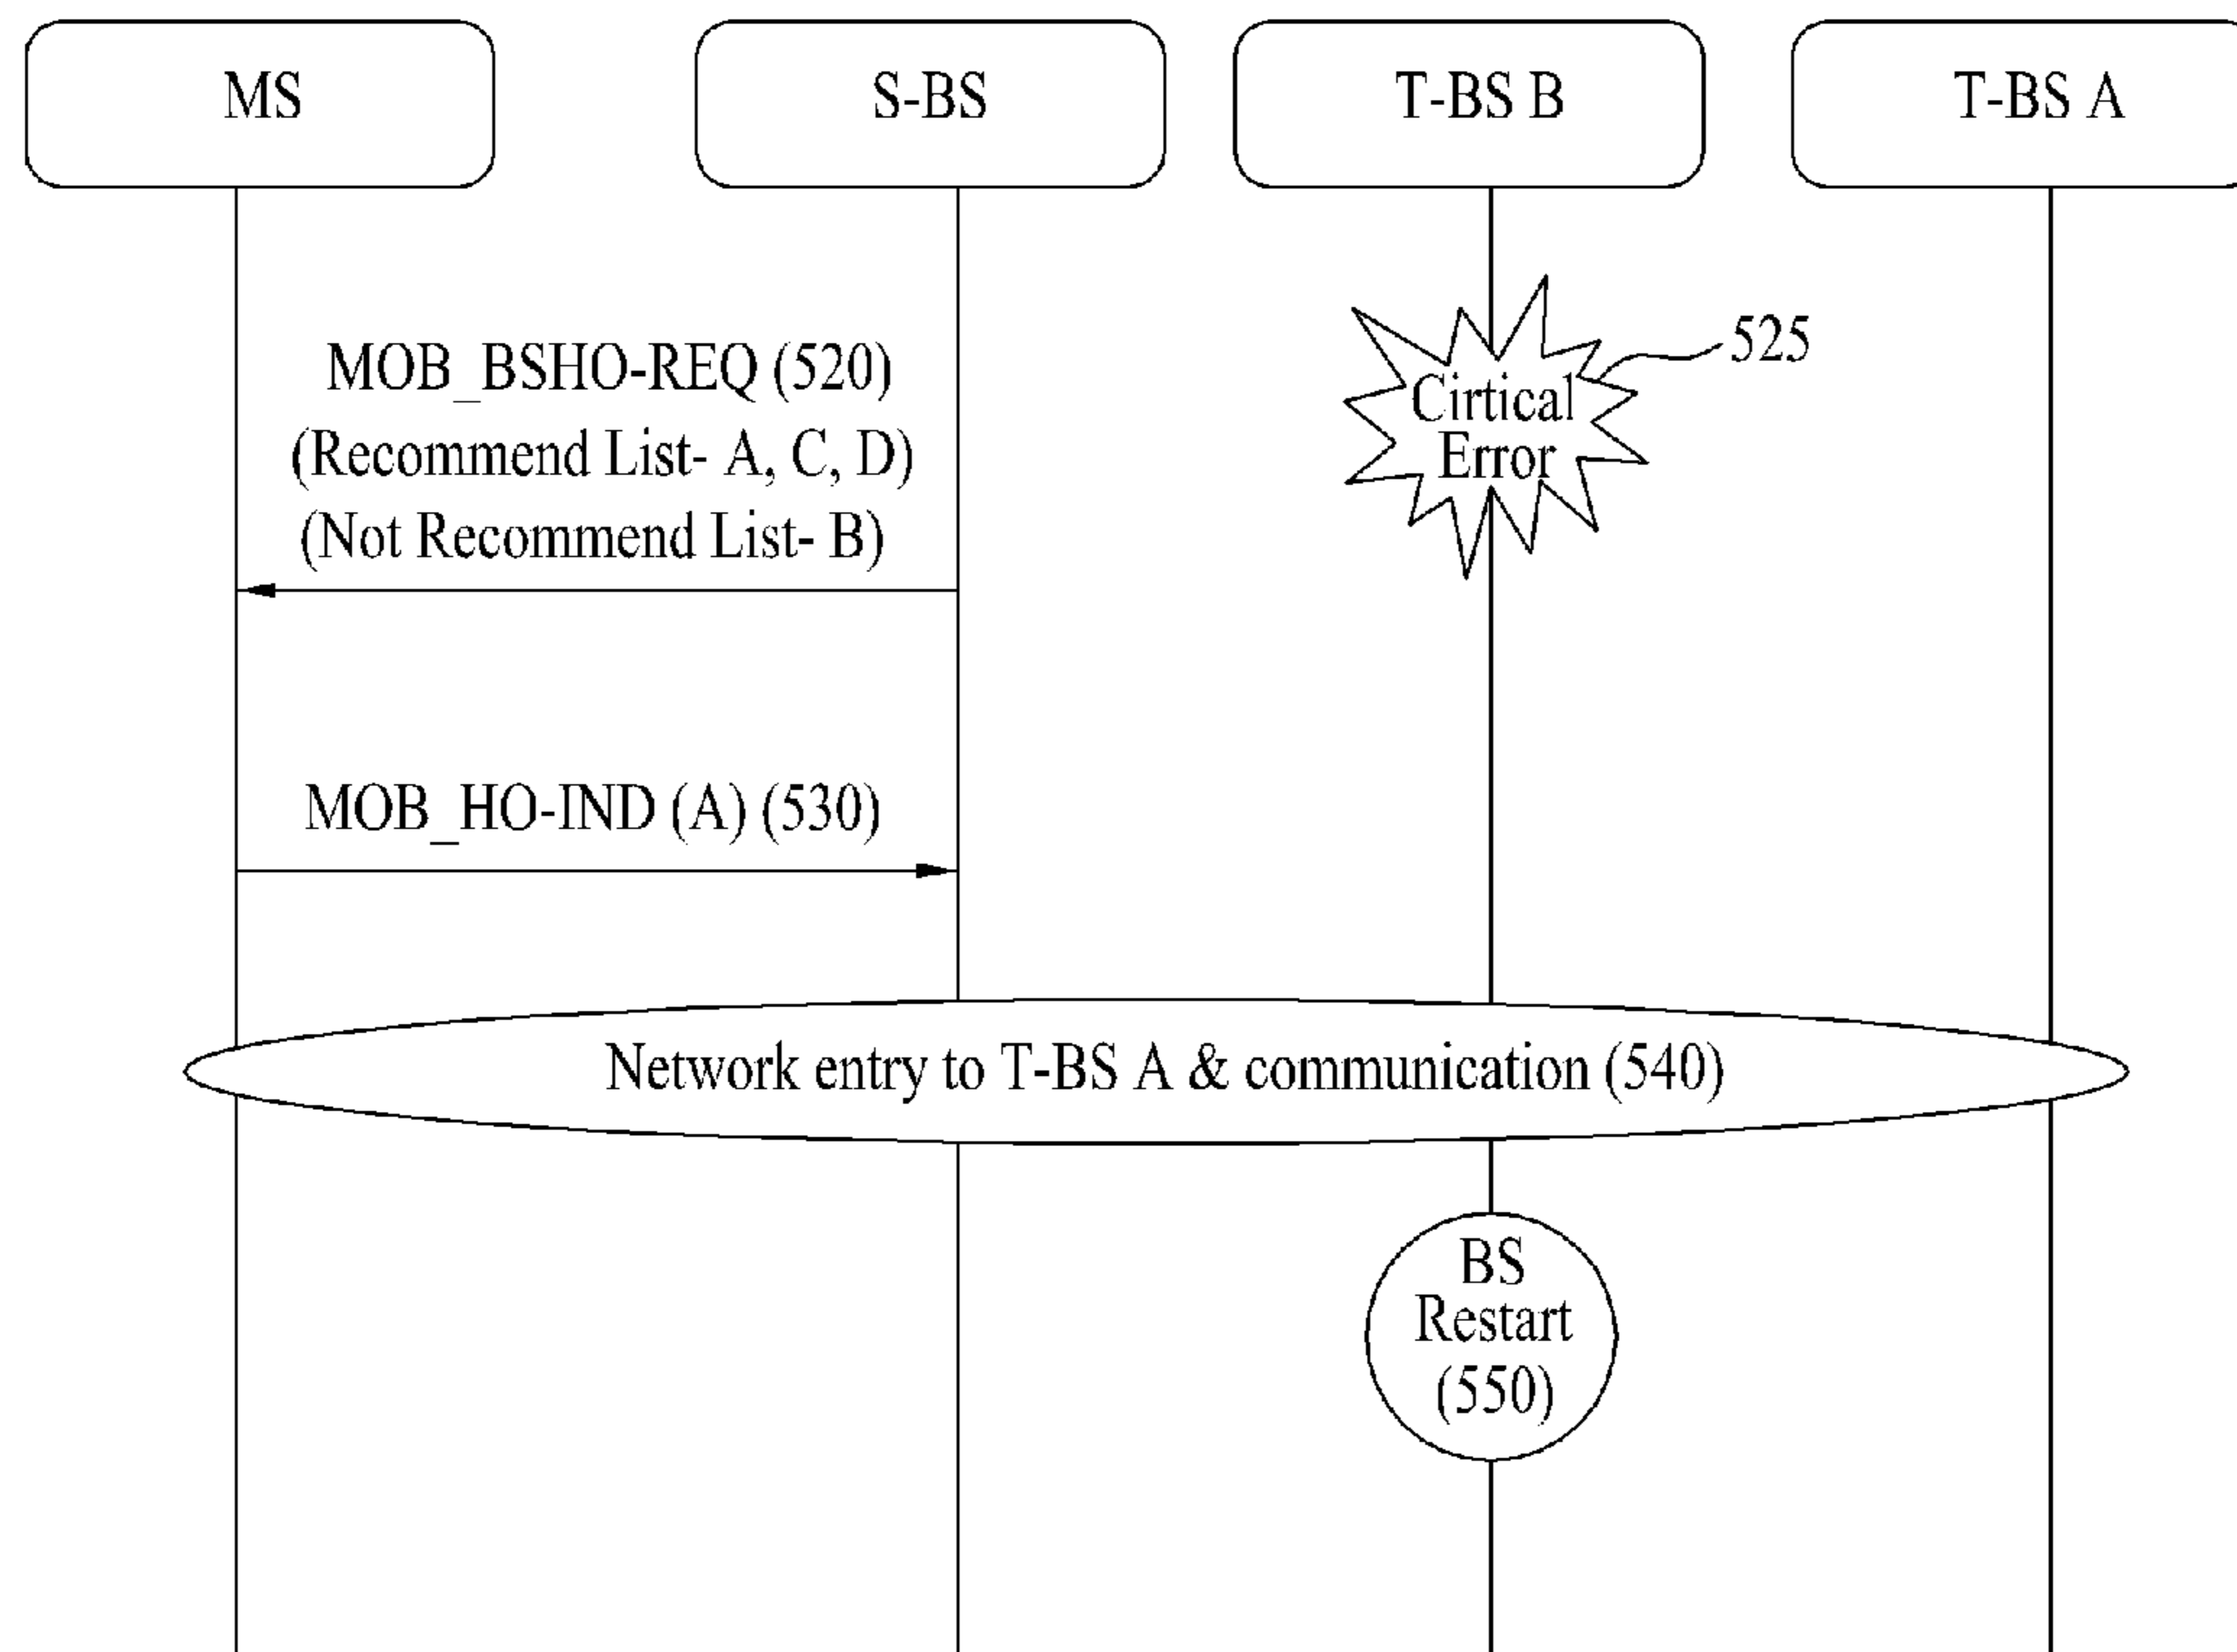 MS
S-BS
T-BS B
T-BS A
525
MOB_BSHO-REQ (520)
(Recommend List- A, C, D)
(Not Recommend List- B)
Cirtical
Error
MOB_HO-IND (A) (530)
Network entry to T-BS A & communication (540)
BS
Restart
(550)